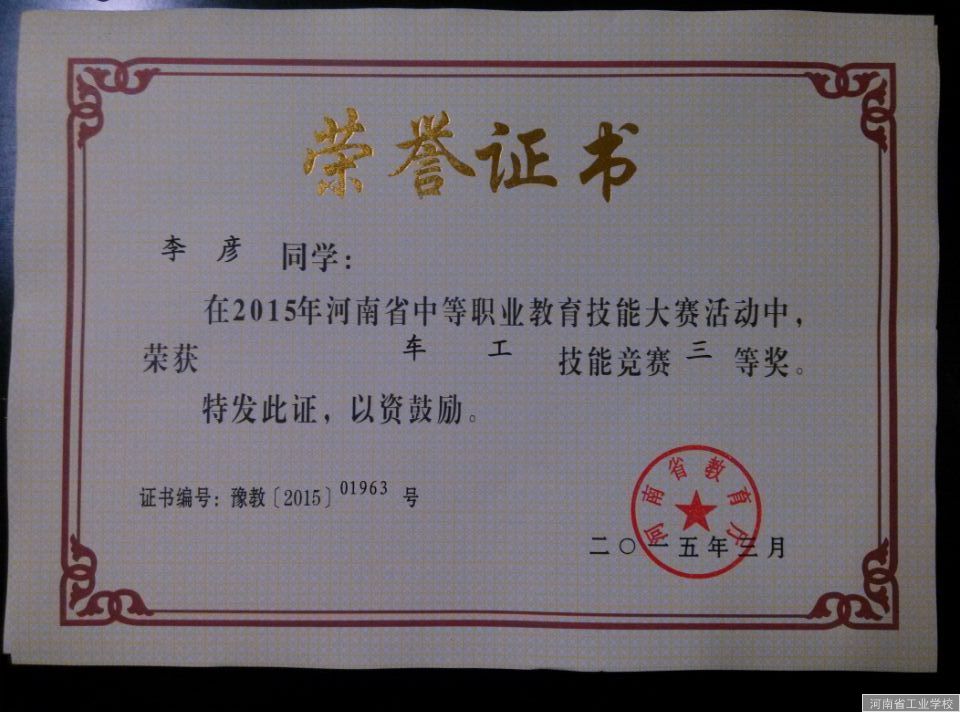 荣誉证书
李彦 同学：
在2015年河南省中等职业教育技能大赛活动中，
荣获 车工 技能竞赛 三 等奖。
特发此证，以资鼓励。
证书编号：豫教〔2015〕01963 号
河南省教育厅
二〇一五年三月
河南省工业学校